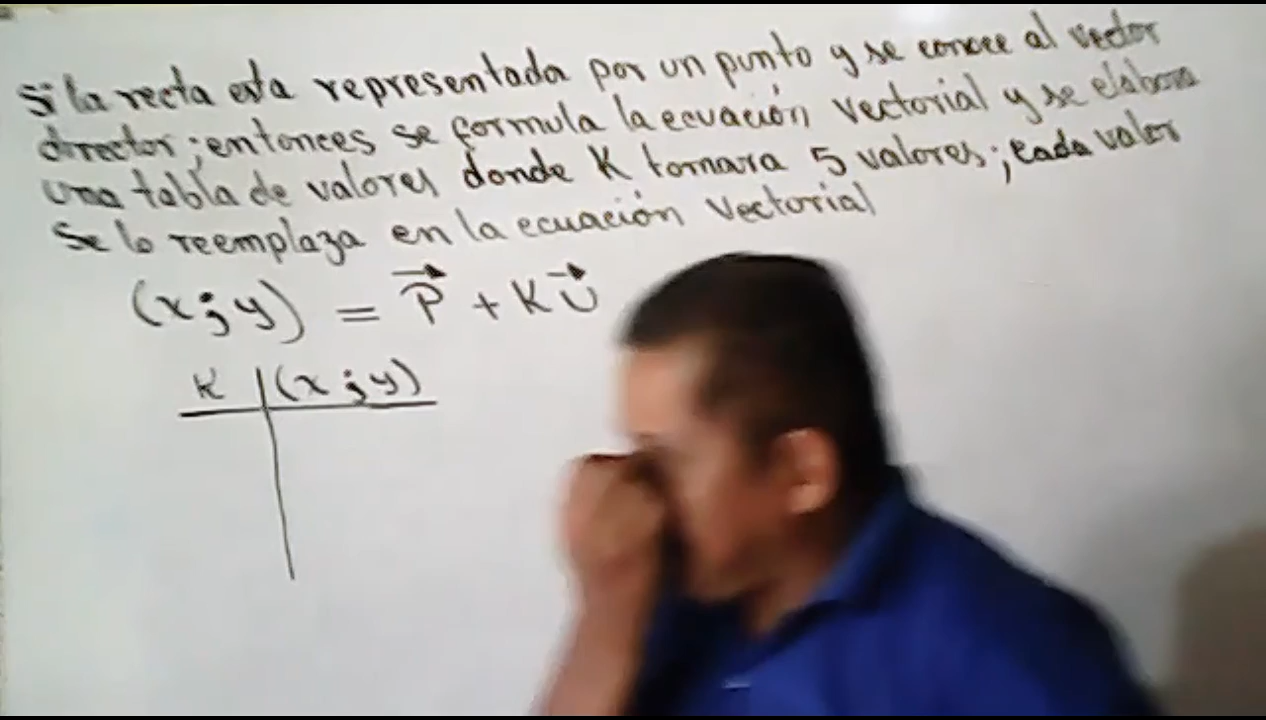 Si la recta esta representada por un punto y se conoce al vector
director; entonces se formula la ecuación vectorial y se elabora
una tabla de valores donde K tomara 5 valores; cada valor
se lo reemplaza en la ecuación vectorial
(x;y) = P⃗ + KU⃗
K | (x;y)